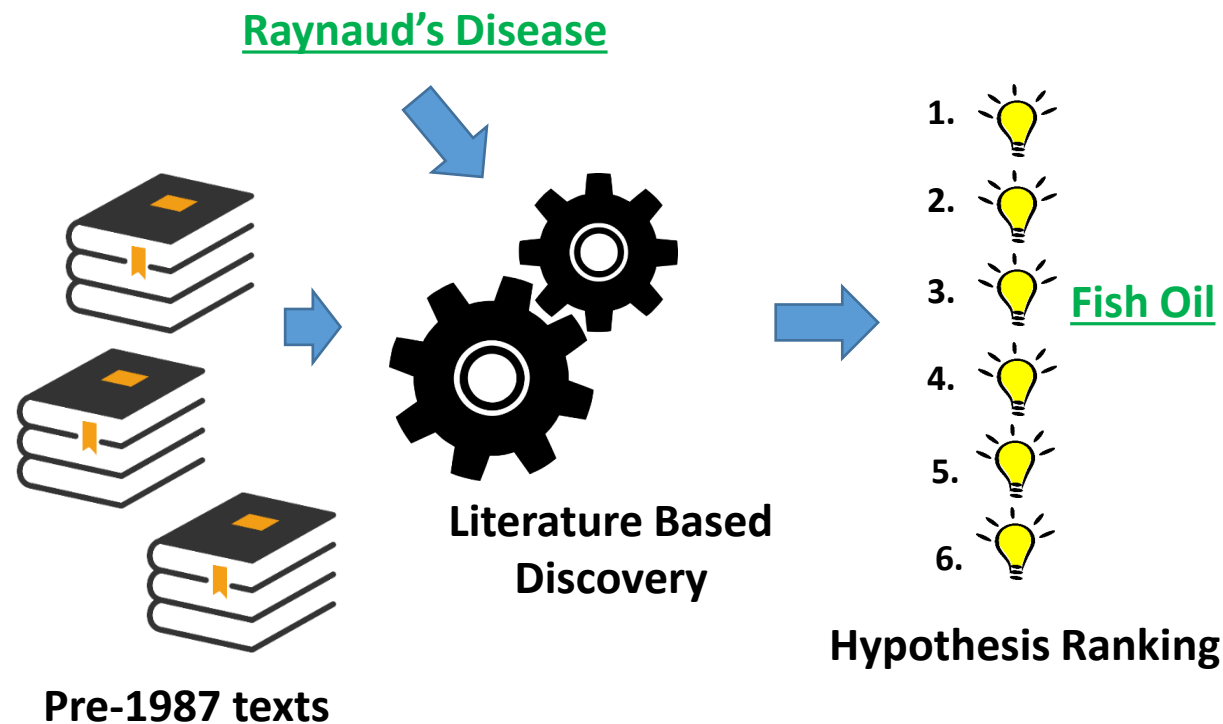 Raynaud’s Disease
Pre-1987 texts
Literature Based
Discovery
1.
2.
3.
Fish Oil
4.
5.
6.
Hypothesis Ranking